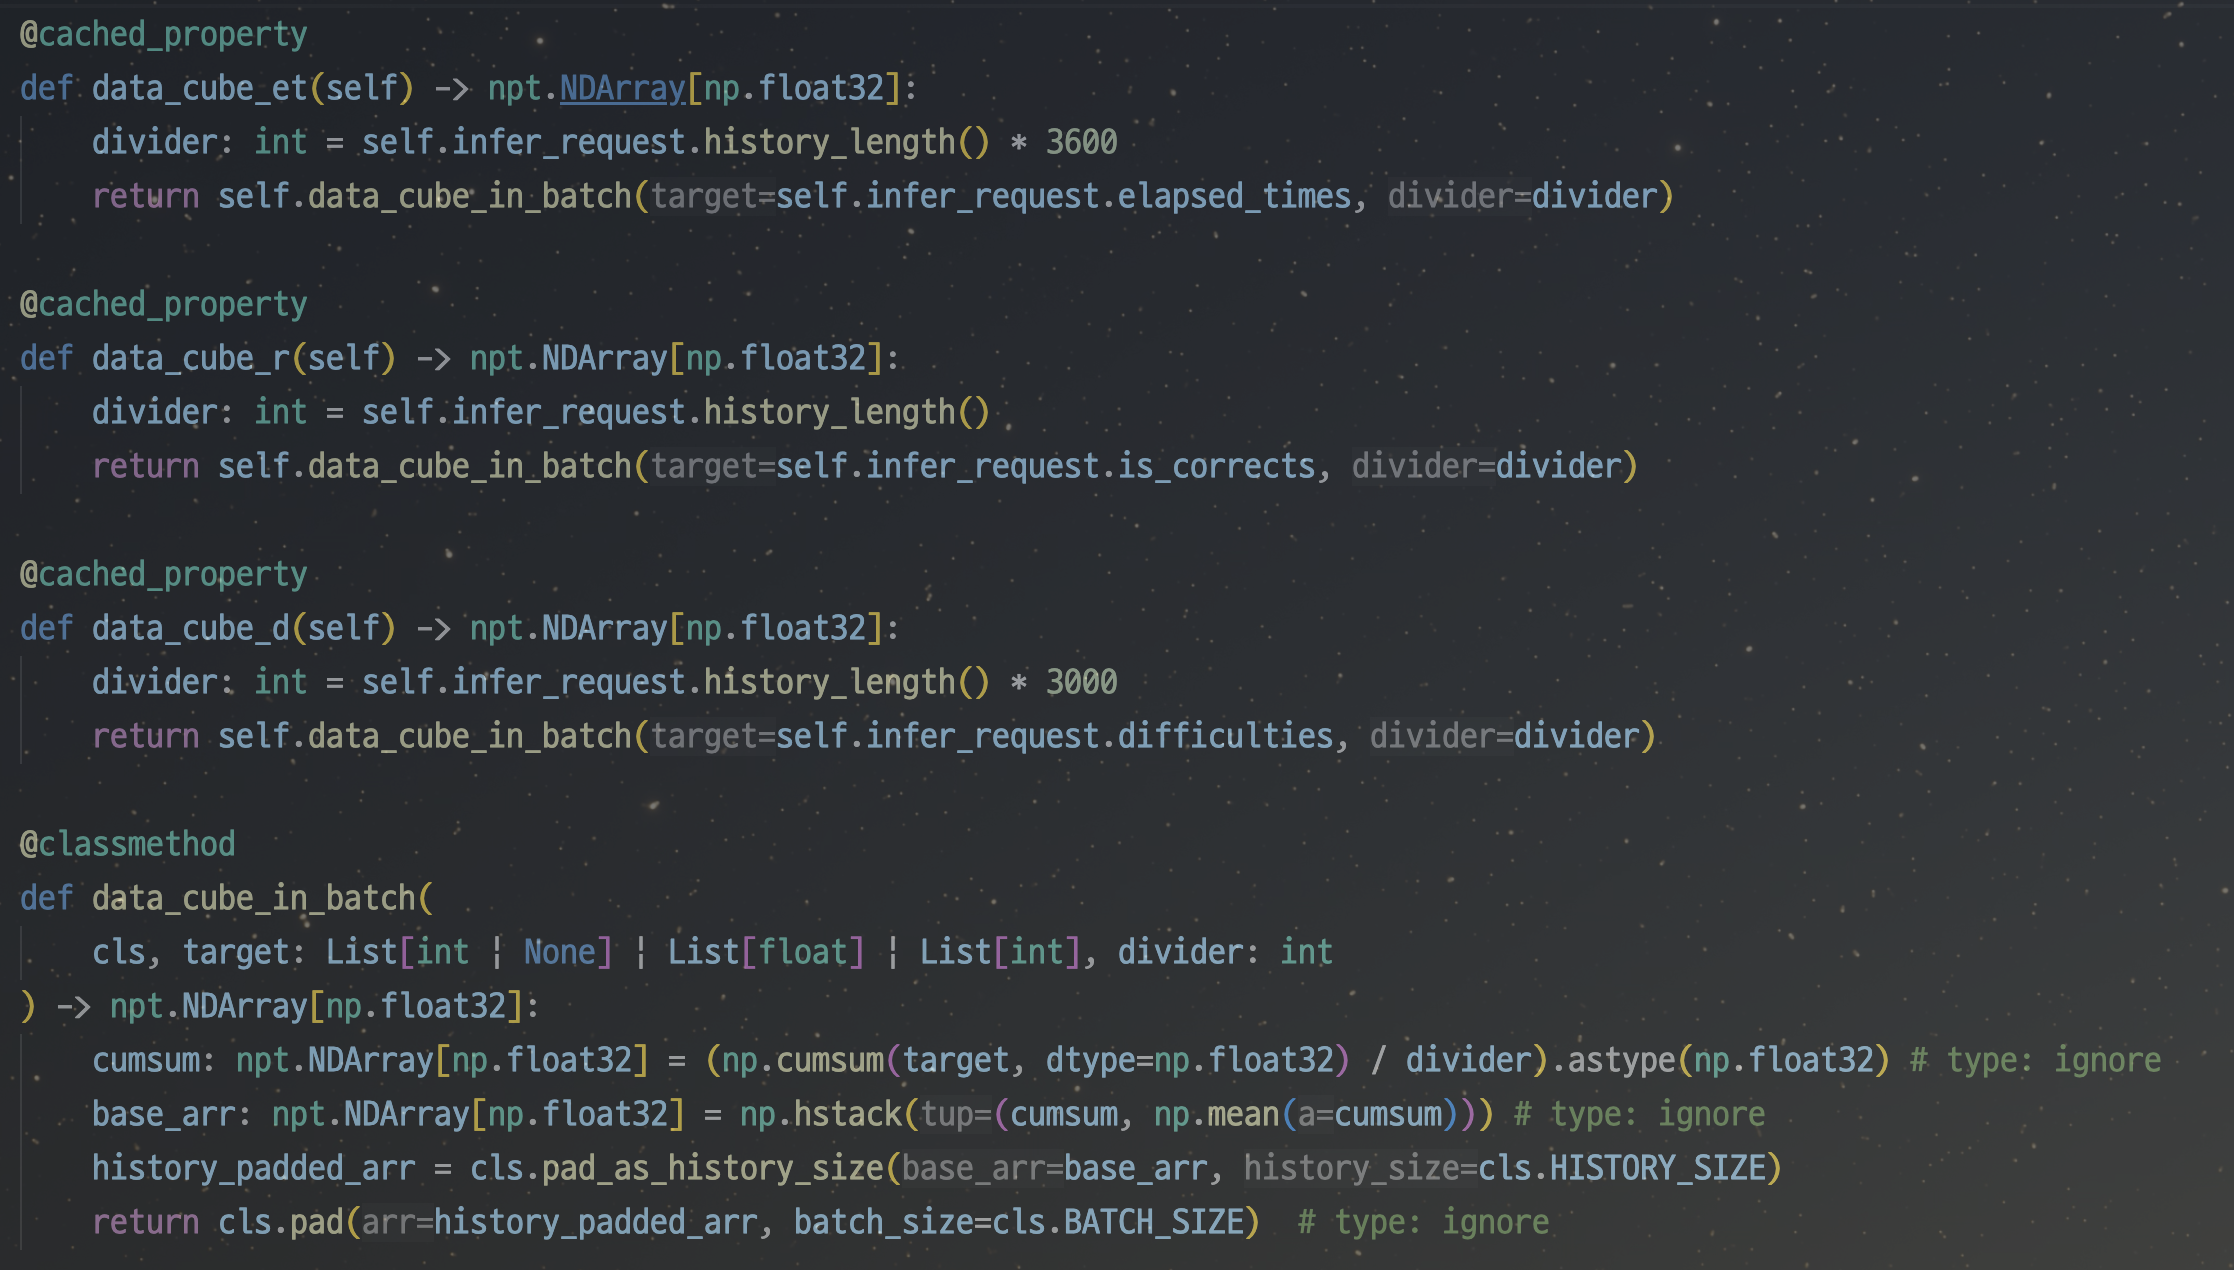 @cached_property
def data_cube_et(self) -> npt.NDArray[np.float32]:
    divider: int = self.infer_request.history_length() * 3600
    return self.data_cube_in_batch(target=self.infer_request.elapsed_times, divider=divider)

@cached_property
def data_cube_r(self) -> npt.NDArray[np.float32]:
    divider: int = self.infer_request.history_length()
    return self.data_cube_in_batch(target=self.infer_request.is_corrects, divider=divider)

@cached_property
def data_cube_d(self) -> npt.NDArray[np.float32]:
    divider: int = self.infer_request.history_length() * 3000
    return self.data_cube_in_batch(target=self.infer_request.difficulties, divider=divider)

@classmethod
def data_cube_in_batch(
    cls, target: List[int | None] | List[float] | List[int], divider: int
) -> npt.NDArray[np.float32]:
    cumsum: npt.NDArray[np.float32] = (np.cumsum(target, dtype=np.float32) / divider).astype(np.float32) # type: ignore
    base_arr: npt.NDArray[np.float32] = np.hstack(tup=(cumsum, np.mean(a=cumsum))) # type: ignore
    history_padded_arr = cls.pad_as_history_size(base_arr=base_arr, history_size=cls.HISTORY_SIZE)
    return cls.pad(arr=history_padded_arr, batch_size=cls.BATCH_SIZE)  # type: ignore